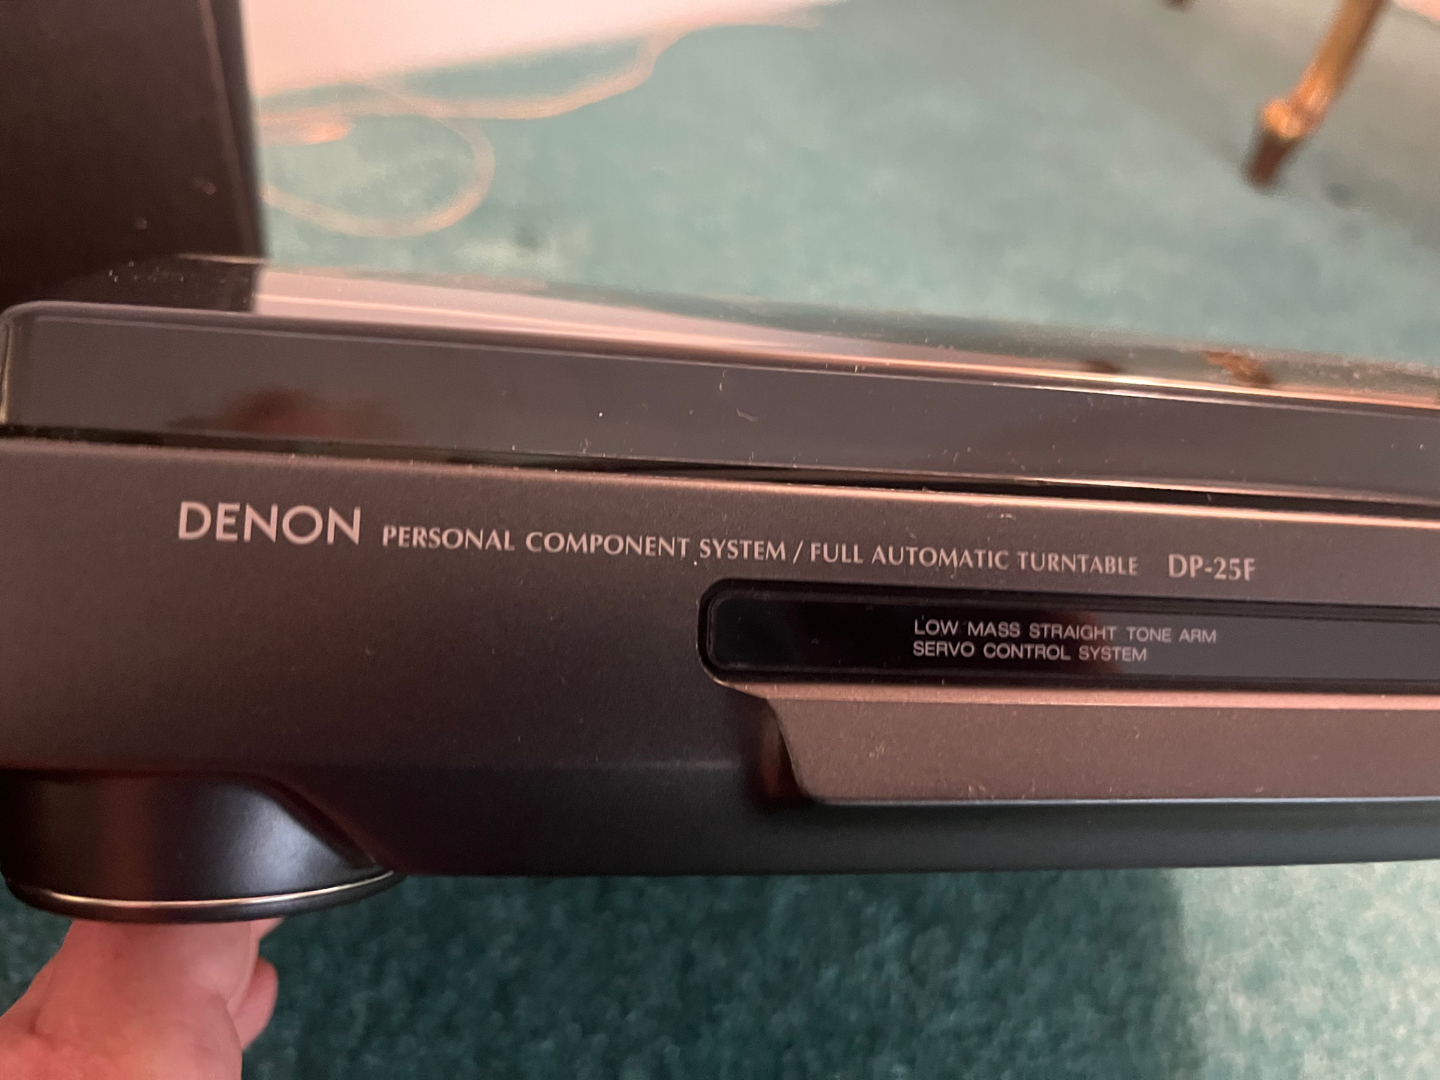 DENON PERSONAL COMPONENT SYSTEM / FULL AUTOMATIC TURNTABLE DP-25F
LOW MASS STRAIGHT TONE ARM
SERVO CONTROL SYSTEM